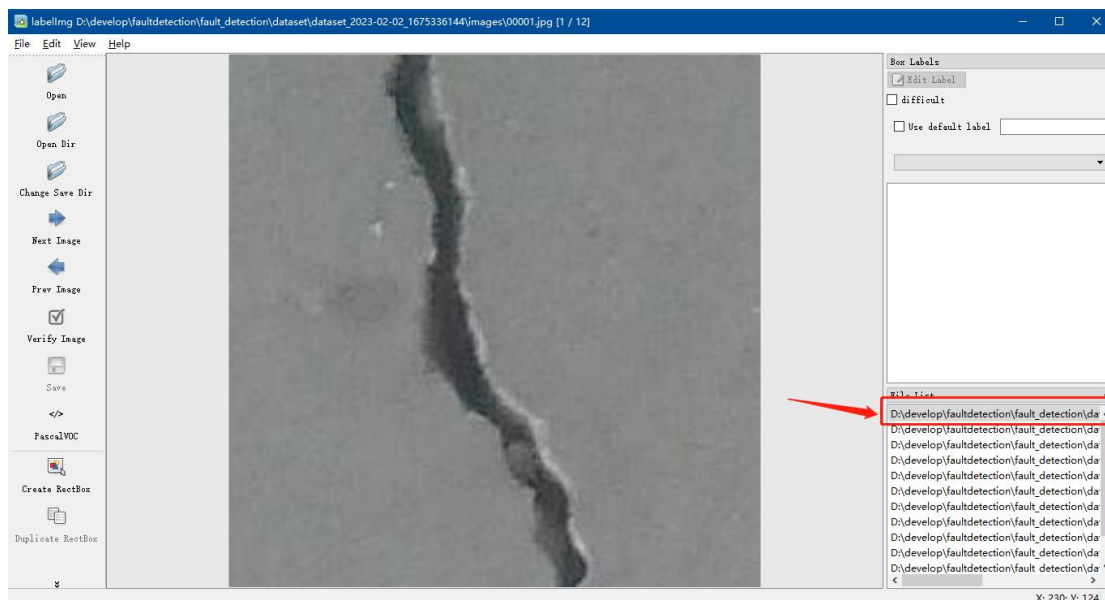 labelImg D:\develop\faultdetection\fault_detection\dataset\dataset_2023-02-02_1675336144\images\00001.jpg [1 / 12]
File Edit View Help
Open
Open Dir
Change Save Dir
Next Image
Prev Image
Verify Image
Save
</>
PascalVOC
Create RectBox
Duplicate RectBox
Box Labels
Edit Label
difficult
Use default label
File List
D:\develop\faultdetection\fault_detection\da
D:\develop\faultdetection\fault_detection\da
D:\develop\faultdetection\fault_detection\da
D:\develop\faultdetection\fault_detection\da
D:\develop\faultdetection\fault_detection\da
D:\develop\faultdetection\fault_detection\da
D:\develop\faultdetection\fault_detection\da
D:\develop\faultdetection\fault_detection\da
D:\develop\faultdetection\fault_detection\da
D:\develop\faultdetection\fault_detection\da
D:\develop\faultdetection\fault_detection\da
X: 230; Y: 124